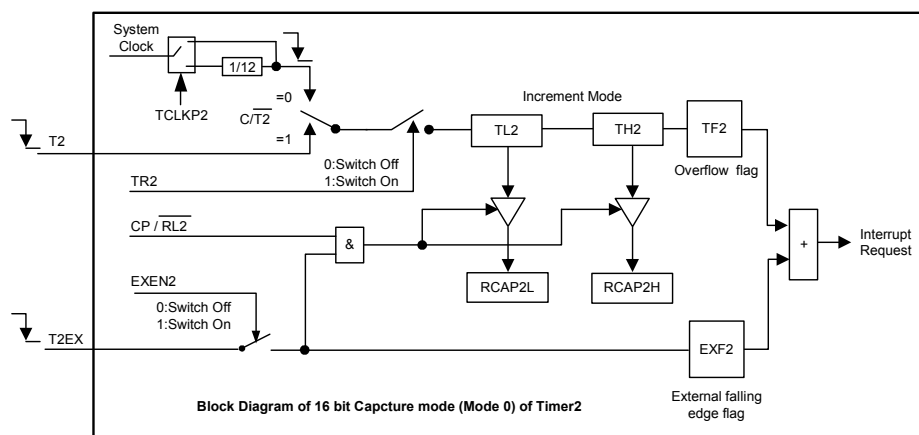 System
Clock
1/12
TCLKP2
=0
C/T2
=1
T2
Increment Mode
TL2
TH2
TF2
Overflow flag
0:Switch Off
1:Switch On
TR2
CP / RL2
&
+
Interrupt
Request
RCAP2L
RCAP2H
EXEN2
0:Switch Off
1:Switch On
T2EX
EXF2
External falling
edge flag
Block Diagram of 16 bit Capcture mode (Mode 0) of Timer2